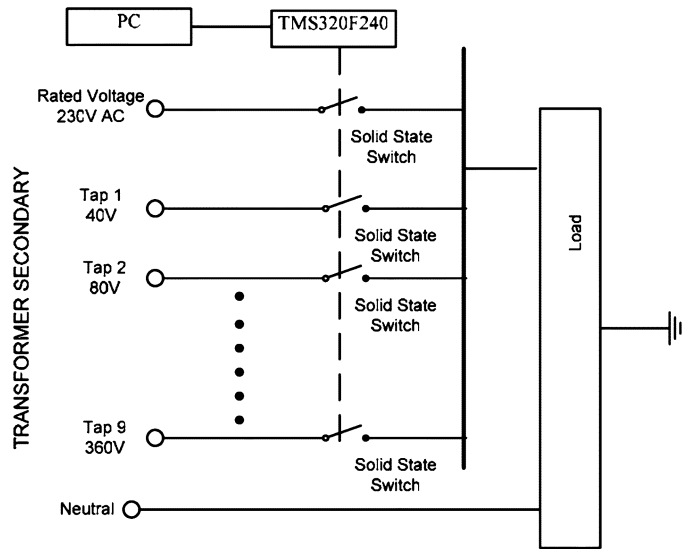 PC
TMS320F240
Rated Voltage
230V AC
Solid State
Switch
Tap 1
40V
Solid State
Switch
Tap 2
80V
Solid State
Switch
Tap 9
360V
Solid State
Switch
Neutral
TRANSFORMER SECONDARY
Load